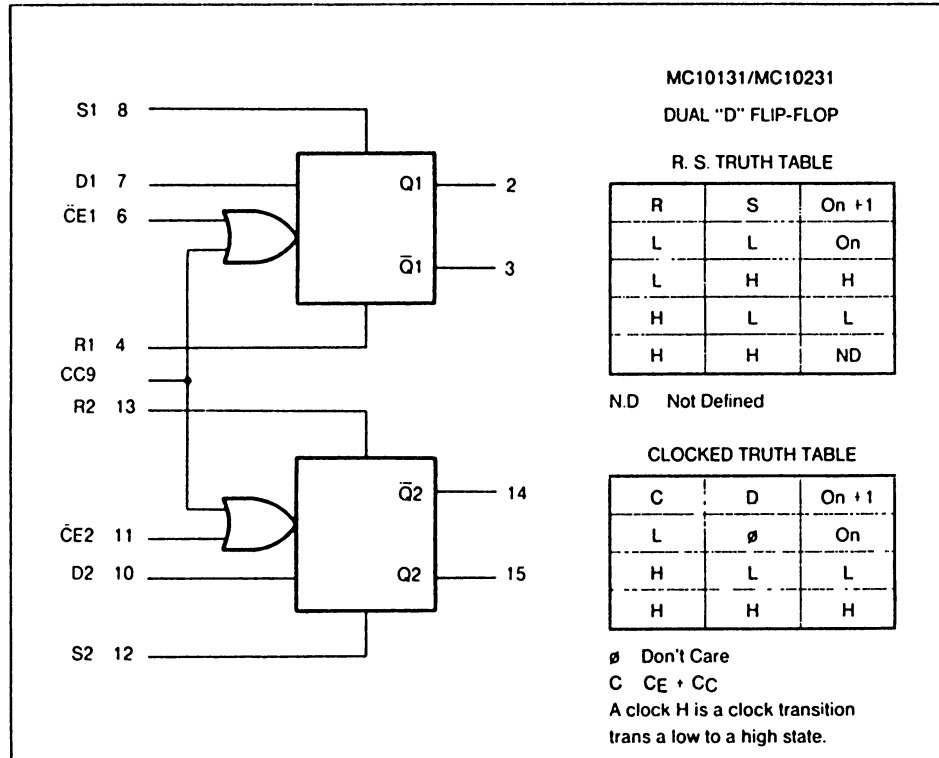 MC10131/MC10231
DUAL "D" FLIP-FLOP
S1 8
D1 7
C̈E1 6
R1 4
CC9
R2 13
C̈E2 11
D2 10
S2 12
Q1 2
Q̅1 3
Q̅2 14
Q2 15
R. S. TRUTH TABLE
R S On +1
L L On
L H H
H L L
H H ND
N.D Not Defined
CLOCKED TRUTH TABLE
C D On +1
L ø On
H L L
H H H
ø Don't Care
C CE + CC
A clock H is a clock transition
trans a low to a high state.